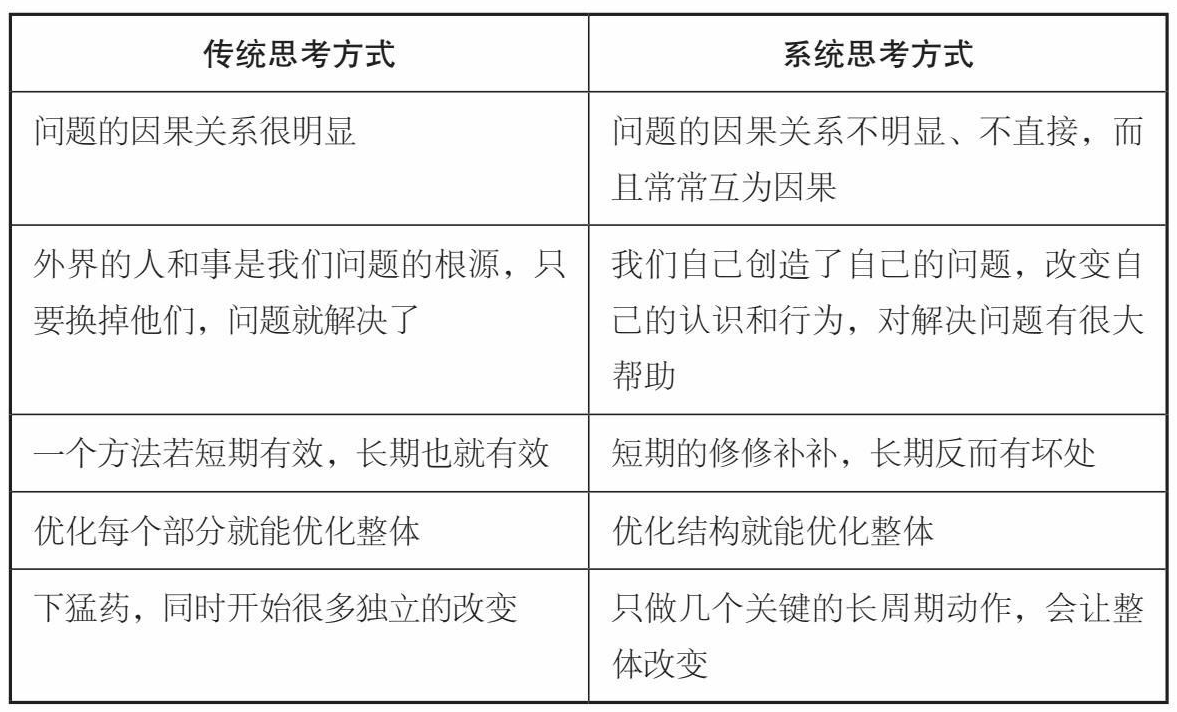 传统思考方式
系统思考方式
问题的因果关系很明显
问题的因果关系不明显、不直接，而
且常常互为因果
外界的人和事是我们问题的根源，只
要换掉他们，问题就解决了
我们自己创造了自己的问题，改变自
己的认识和行为，对解决问题有很大
帮助
一个方法若短期有效，长期也就有效
短期的修修补补，长期反而有坏处
优化每个部分就能优化整体
优化结构就能优化整体
下猛药，同时开始很多独立的改变
只做几个关键的长周期动作，会让整
体改变